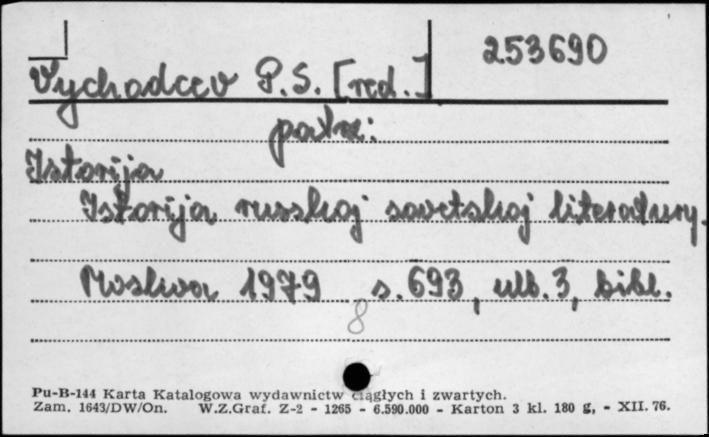 253690
Vychodcev P.S. [red.]
patrz:
Istorija
Istorija russkoj sovetskoj literatury.
Moskva 1979 s. 693, ulb. 3, bibl.
8
Pu-B-144 Karta Katalogowa wydawnictw ciągłych i zwartych.
Zam. 1643/DW/On. W.Z.Graf. Z-2 - 1265 - 6.590.000 - Karton 3 kl. 180 g, - XII. 76.